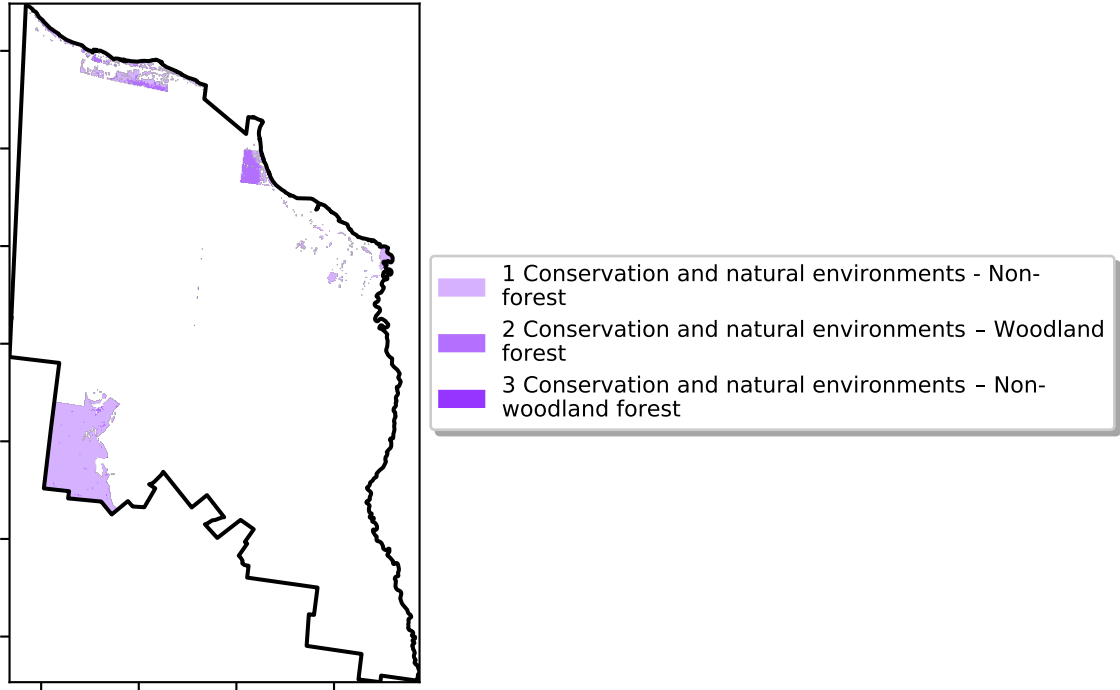 1 Conservation and natural environments - Non-
forest
2 Conservation and natural environments – Woodland
forest
3 Conservation and natural environments – Non-
woodland forest